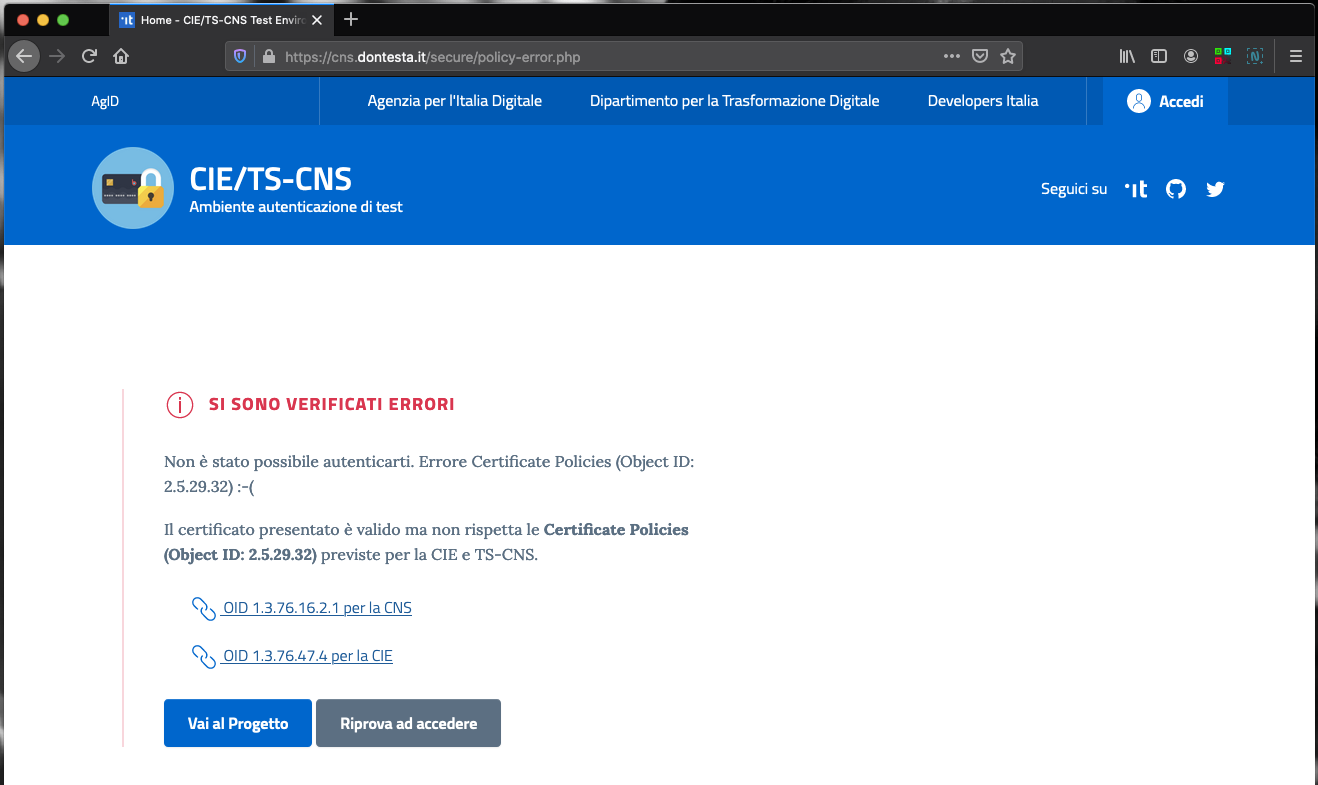 Home - CIE/TS-CNS Test Enviro
https://cns.dontesta.it/secure/policy-error.php
AgID
Agenzia per l'Italia Digitale
Dipartimento per la Trasformazione Digitale
Developers Italia
Accedi
CIE/TS-CNS
Ambiente autenticazione di test
Seguici su
SI SONO VERIFICATI ERRORI
Non è stato possibile autenticarti. Errore Certificate Policies (Object ID:
2.5.29.32) :-(
Il certificato presentato è valido ma non rispetta le Certificate Policies
(Object ID: 2.5.29.32) previste per la CIE e TS-CNS.
OID 1.3.76.16.2.1 per la CNS
OID 1.3.76.47.4 per la CIE
Vai al Progetto
Riprova ad accedere